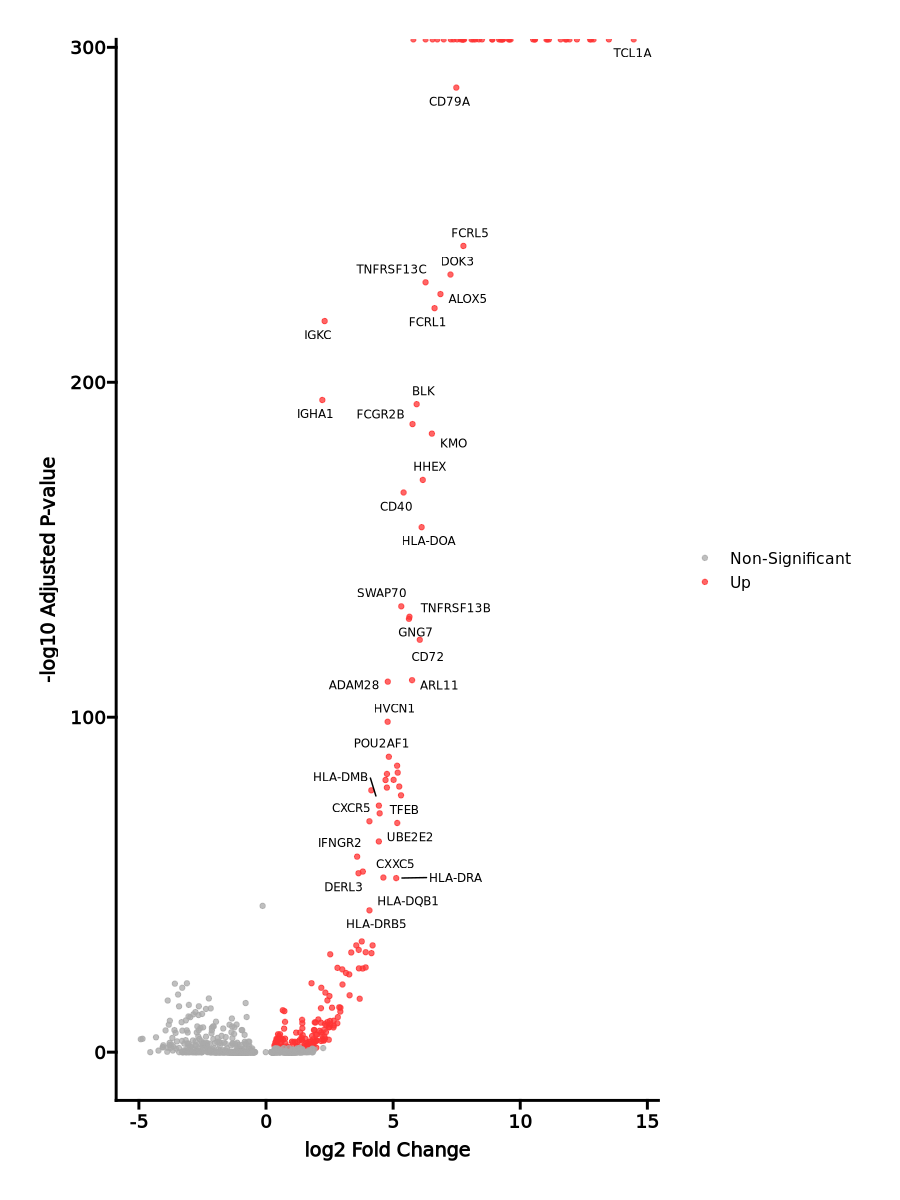 300
TCL1A
CD79A
FCRL5
DOK3
TNFRSF13C
ALOX5
FCRL1
IGKC
200
BLK
IGHA1
FCGR2B
KMO
HHEX
CD40
HLA-DOA
-log10 Adjusted P-value
Non-Significant
Up
SWAP70
TNFRSF13B
GNG7
CD72
ADAM28
ARL11
HVCN1
100
POU2AF1
HLA-DMB
CXCR5
TFEB
UBE2E2
IFNGR2
CXXC5
HLA-DRA
DERL3
HLA-DQB1
HLA-DRB5
0
-5
0
5
10
15
log2 Fold Change